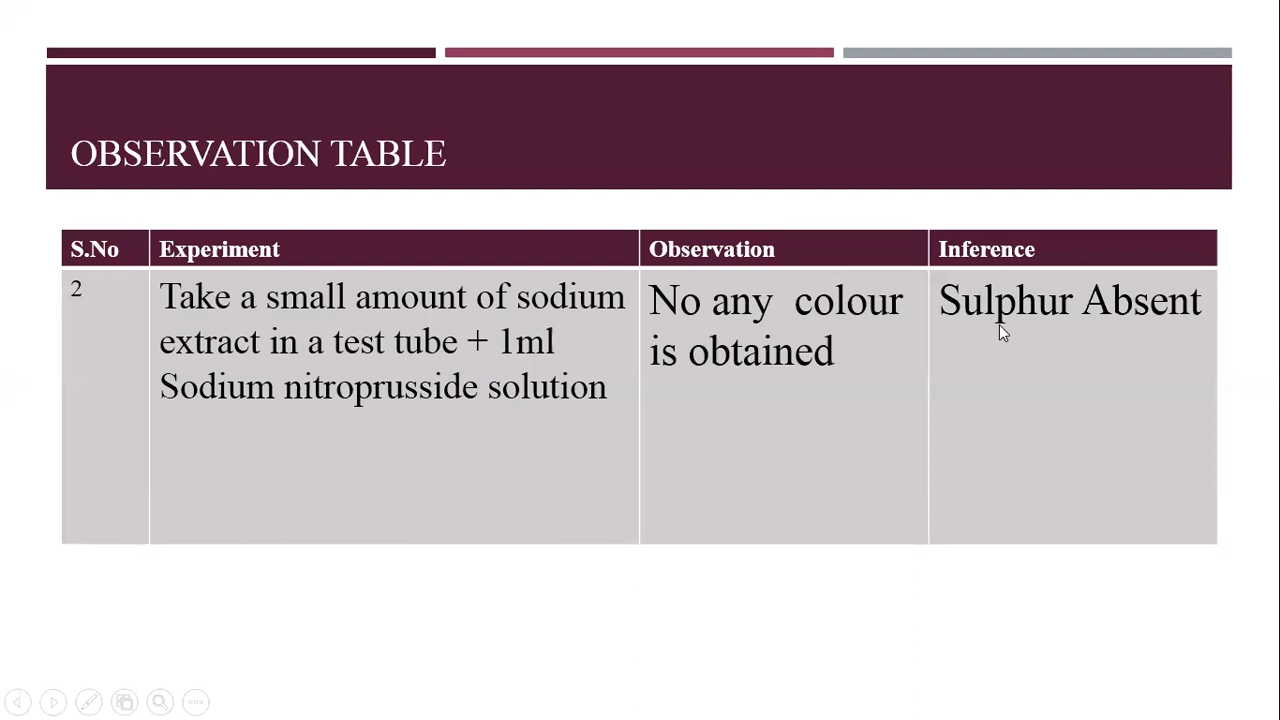 OBSERVATION TABLE
S.No Experiment Observation Inference
2
Take a small amount of sodium
extract in a test tube + 1ml
Sodium nitroprusside solution
No any colour
is obtained
Sulphur Absent